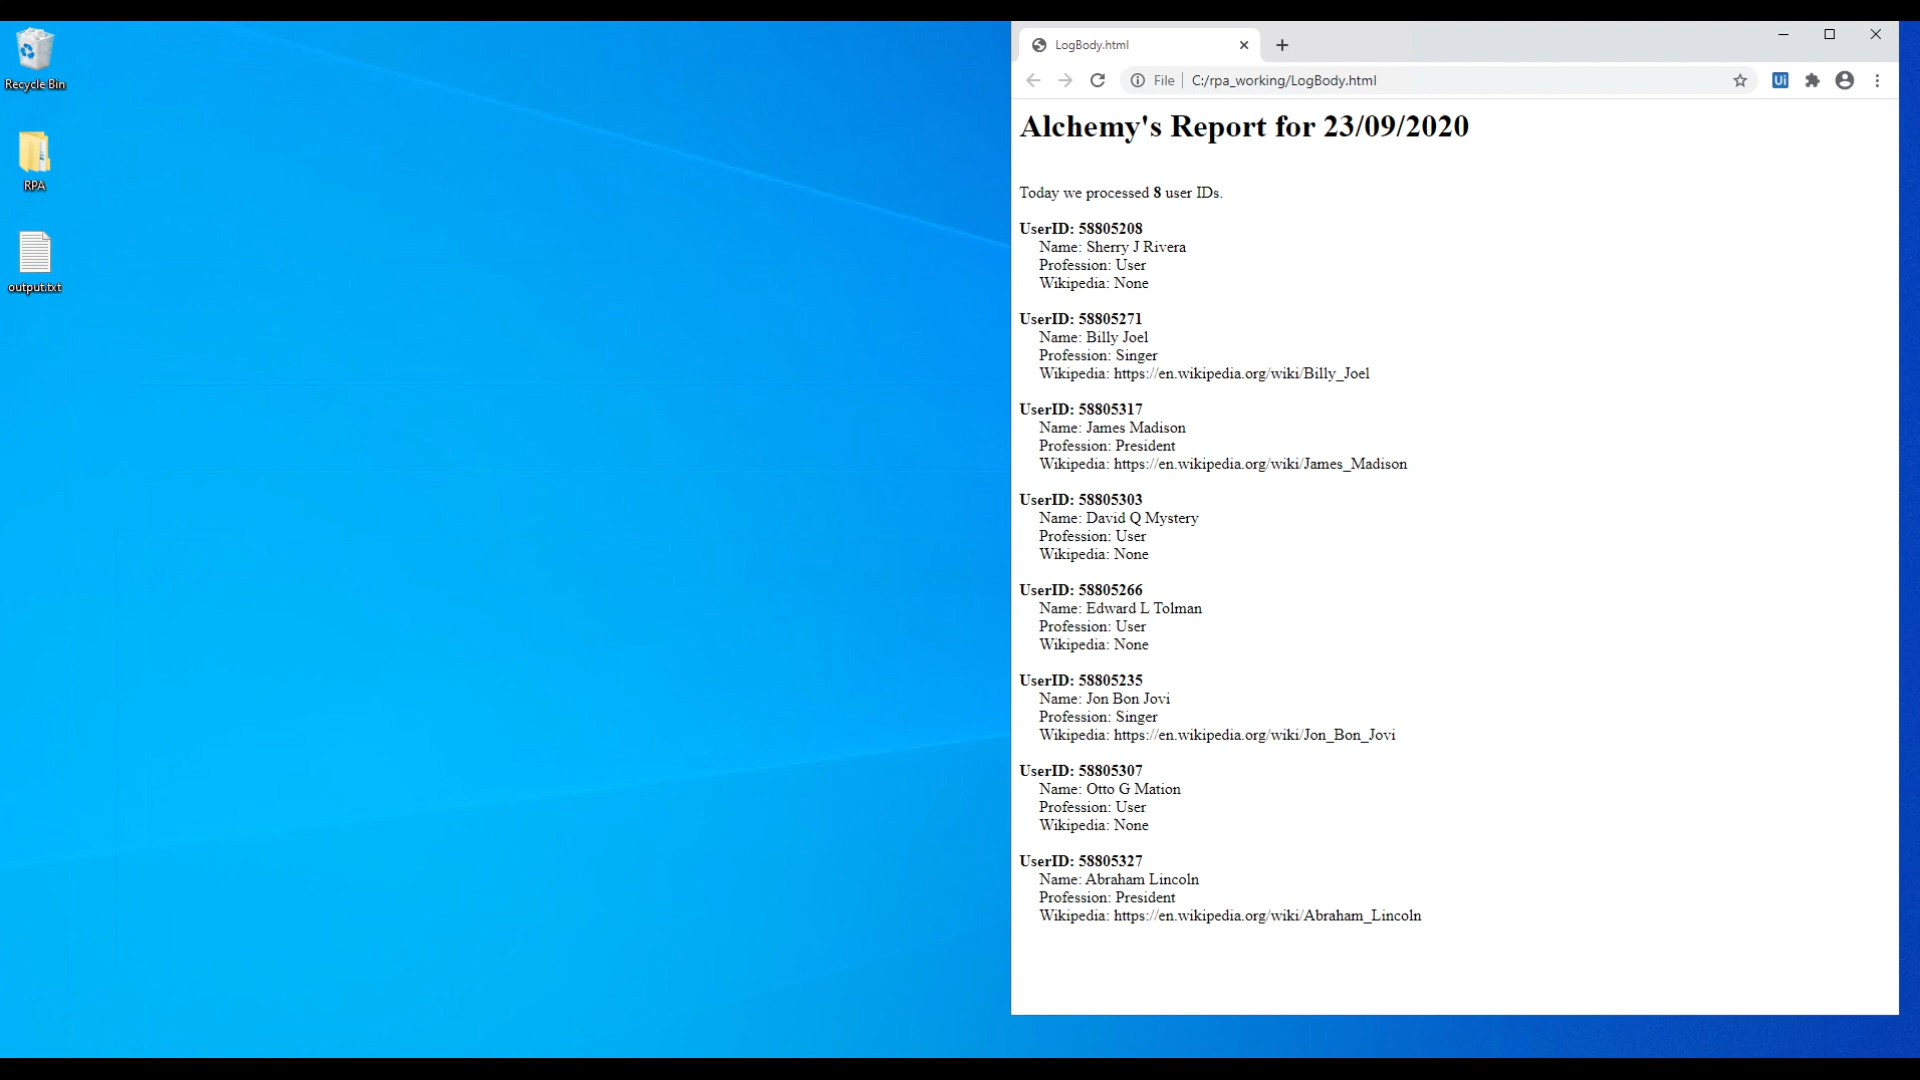 Recycle Bin
RPA
output.txt
LogBody.html
File C:/rpa_working/LogBody.html
Ui
Alchemy's Report for 23/09/2020
Today we processed 8 user IDs.
UserID: 58805208
Name: Sherry J Rivera
Profession: User
Wikipedia: None
UserID: 58805271
Name: Billy Joel
Profession: Singer
Wikipedia: https://en.wikipedia.org/wiki/Billy_Joel
UserID: 58805317
Name: James Madison
Profession: President
Wikipedia: https://en.wikipedia.org/wiki/James_Madison
UserID: 58805303
Name: David Q Mystery
Profession: User
Wikipedia: None
UserID: 58805266
Name: Edward L Tolman
Profession: User
Wikipedia: None
UserID: 58805235
Name: Jon Bon Jovi
Profession: Singer
Wikipedia: https://en.wikipedia.org/wiki/Jon_Bon_Jovi
UserID: 58805307
Name: Otto G Mation
Profession: User
Wikipedia: None
UserID: 58805327
Name: Abraham Lincoln
Profession: President
Wikipedia: https://en.wikipedia.org/wiki/Abraham_Lincoln